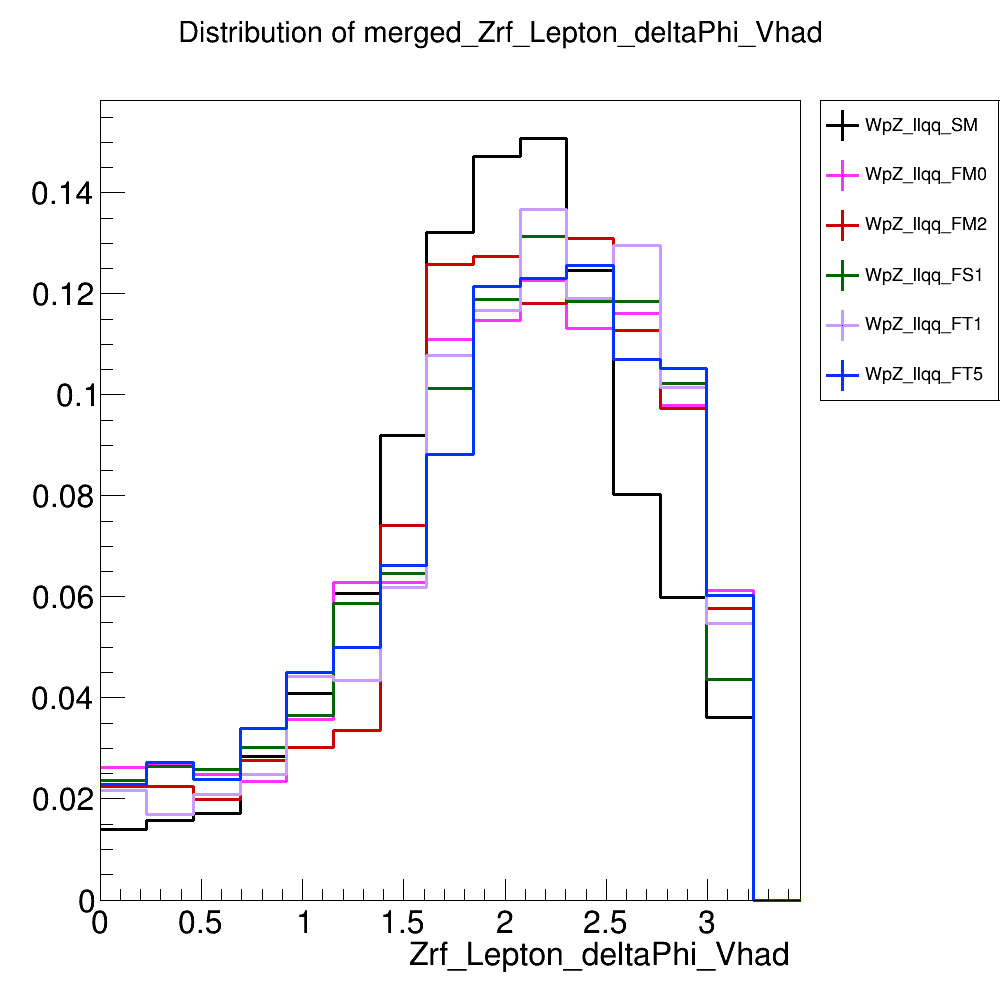 Distribution of merged_Zrf_Lepton_deltaPhi_Vhad
WpZ_llqq_SM
WpZ_llqq_FM0
WpZ_llqq_FM2
WpZ_llqq_FS1
WpZ_llqq_FT1
WpZ_llqq_FT5
0.14
0.12
0.1
0.08
0.06
0.04
0.02
0
0 0.5 1 1.5 2 2.5 3
Zrf_Lepton_deltaPhi_Vhad